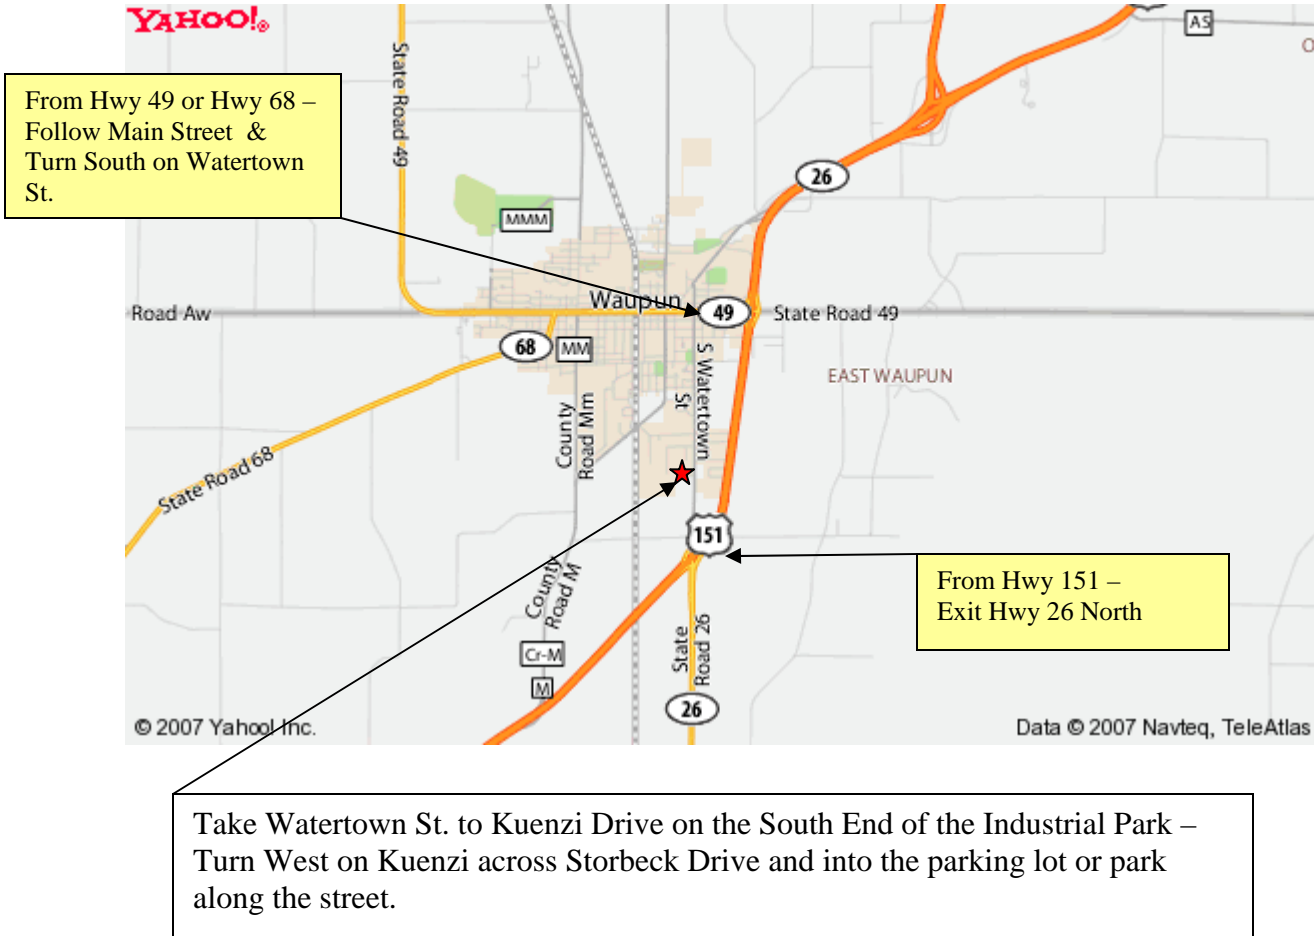 YAHOO!®
AS
O
State Road 49
From Hwy 49 or Hwy 68 –
Follow Main Street &
Turn South on Watertown
St.
26
MMM
Waupun
Road Aw
49
State Road 49
68
MM
S Watertown
St
EAST WAUPUN
County
Road Mm
State Road 68
151
From Hwy 151 –
Exit Hwy 26 North
County
Road M
State
Road 26
Cr-M
M
26
© 2007 Yahoo! Inc.
Data © 2007 Navteq, TeleAtlas
Take Watertown St. to Kuenzi Drive on the South End of the Industrial Park –
Turn West on Kuenzi across Storbeck Drive and into the parking lot or park
along the street.